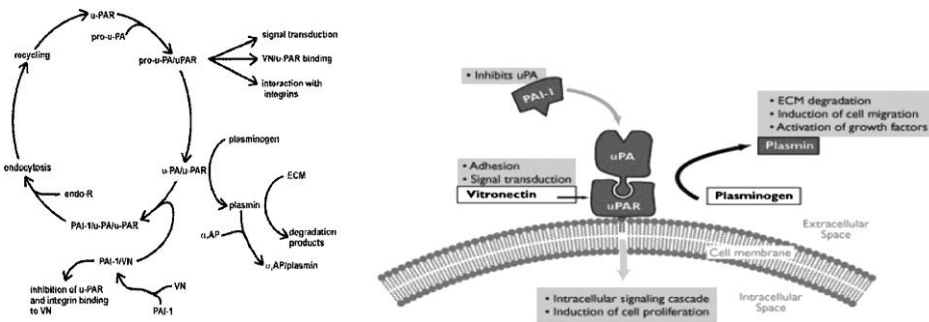 u-PAR
pro-u-PA
recycling
pro-u-PA/uPAR
signal transduction
VN/u-PAR binding
interaction with
integrins
plasminogen
endocytosis
u-PA/u-PAR
ECM
endo-R
plasmin
PAI-1/u-PA/u-PAR
degradation
products
α₂AP
PAI-1/VN
α₂AP/plasmin
inhibition of u-PAR
and integrin binding
to VN
VN
PAI-1
• Inhibits uPA
PAI-1
• ECM degradation
• Induction of cell migration
• Activation of growth factors
Plasmin
uPA
• Adhesion
• Signal transduction
Vitronectin
uPAR
Plasminogen
Extracellular
Space
Cell membrane
Intracellular
Space
• Intracellular signaling cascade
• Induction of cell proliferation